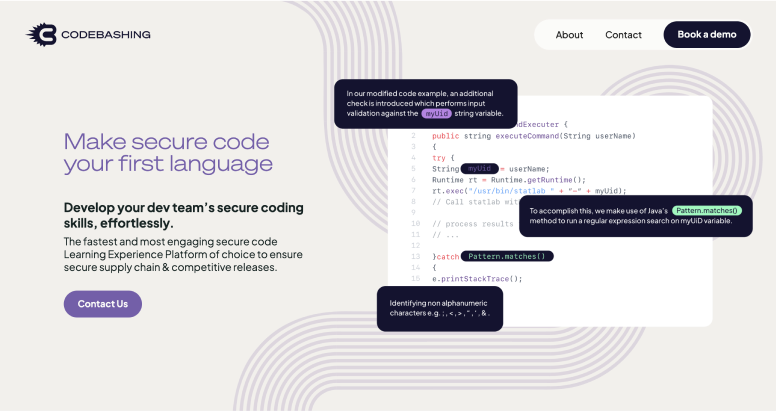 CODEBASHING
About
Contact
Book a demo
Make secure code
your first language
Develop your dev team's secure coding
skills, effortlessly.
The fastest and most engaging secure code
Learning Experience Platform of choice to ensure
secure supply chain & competitive releases.
Contact Us
In our modified code example, an additional
check is introduced which performs input
validation against the myUid string variable.
ndExecuter {
2 public string executeCommand(String userName)
3 {
4 try {
5 String myUid = userName;
6 Runtime rt = Runtime.getRuntime();
7 rt.exec("/usr/bin/statlab " + "–" + myUid);
8 // Call statlab wit
To accomplish this, we make use of Java's Pattern.matches()
method to run a regular expression search on myUiD variable.
9
10 // process results
11 // ...
12
13 }catch Pattern.matches()
14 {
15 e.printStackTrace();
Identifying non alphanumeric
characters e.g. ; , < , > , " , ' , & .